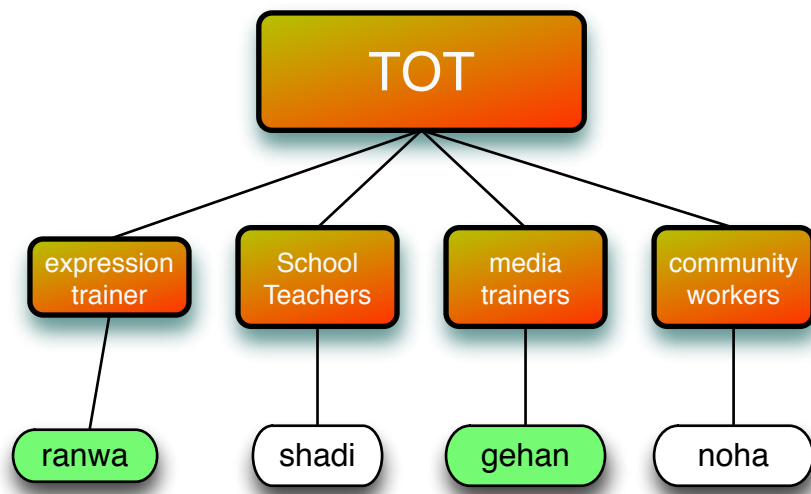 TOT
expression
trainer
School
Teachers
media
trainers
community
workers
ranwa
shadi
gehan
noha